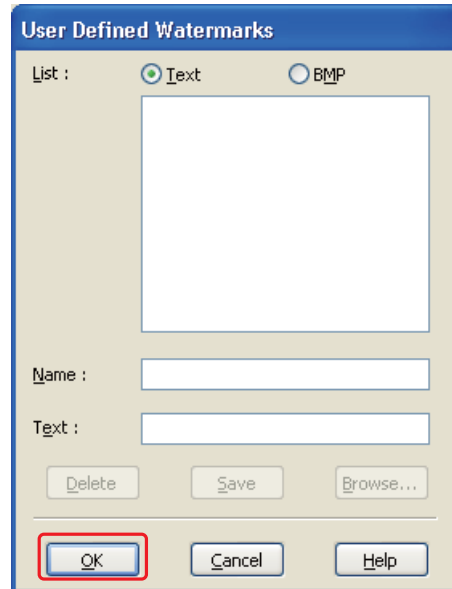 User Defined Watermarks
List : Text BMP
Name :
Text :
Delete Save Browse...
OK Cancel Help